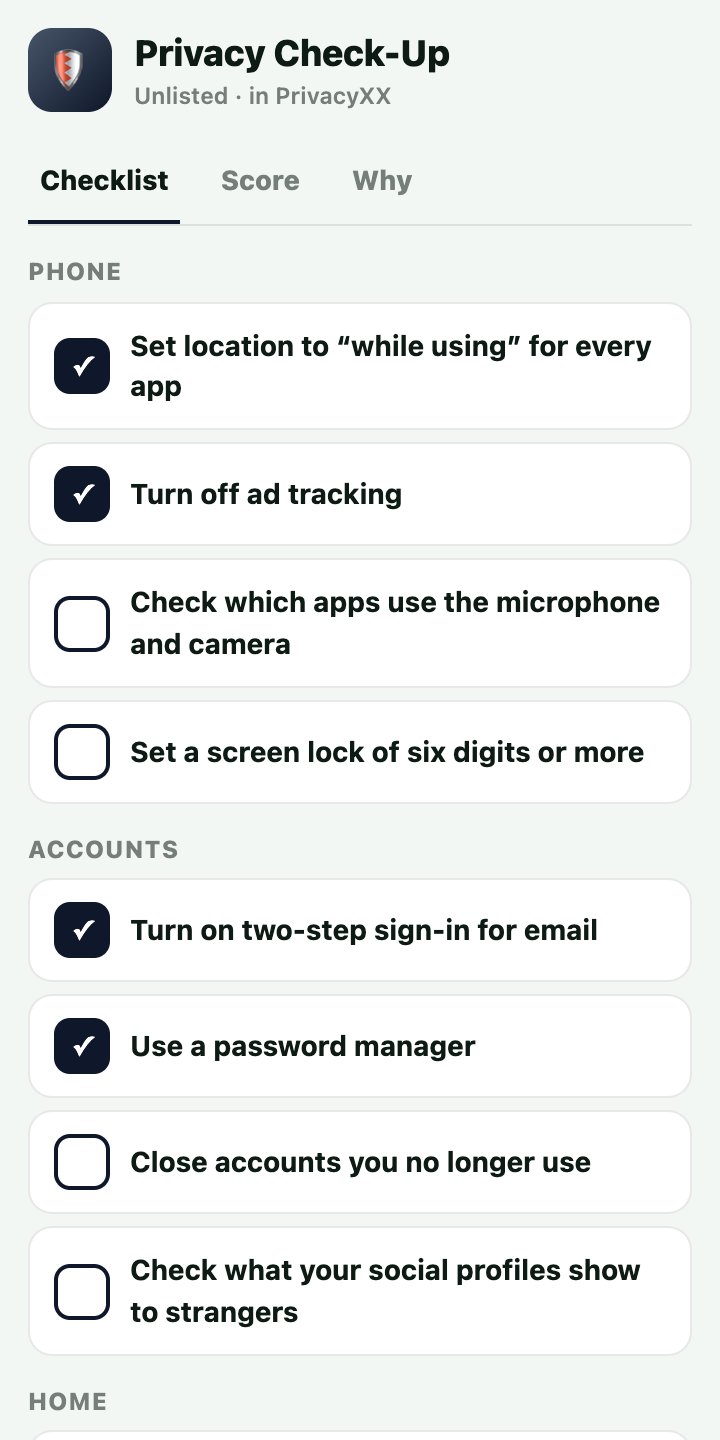 Privacy Check-Up
Unlisted · in PrivacyXX
Checklist Score Why
PHONE
Set location to “while using” for every
app
Turn off ad tracking
Check which apps use the microphone
and camera
Set a screen lock of six digits or more
ACCOUNTS
Turn on two-step sign-in for email
Use a password manager
Close accounts you no longer use
Check what your social profiles show
to strangers
HOME